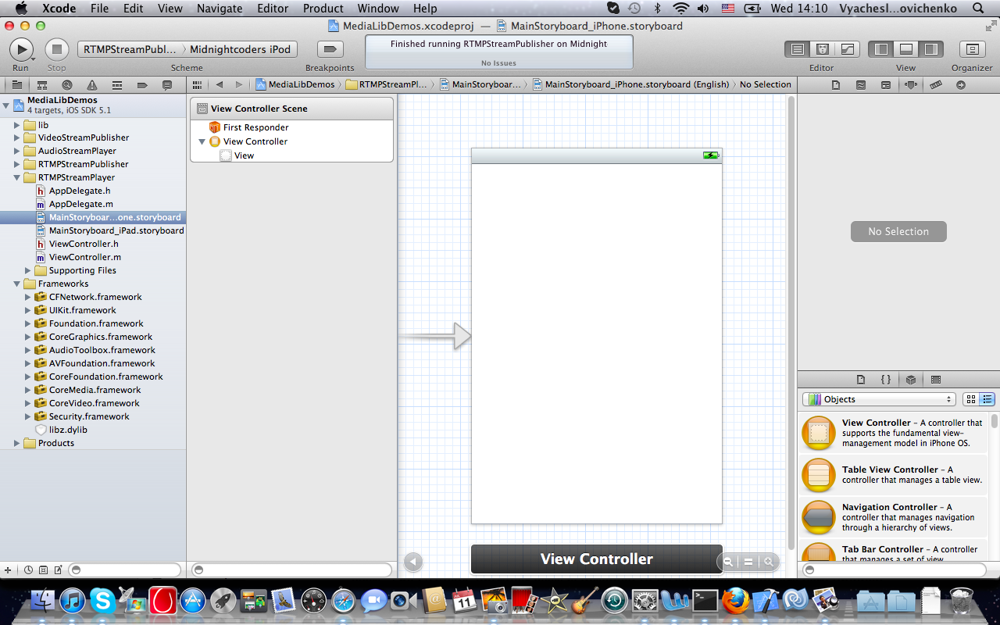 Xcode File Edit View Navigate Editor Product Window Help Wed 14:10 Vyachesl...ovichenko
MediaLibDemos.xcodeproj — MainStoryboard_iPhone.storyboard
RTMPStreamPubl... Midnightcoders iPod
Finished running RTMPStreamPublisher on Midnight
No Issues
Run Stop Scheme Breakpoints Editor View Organizer
MediaLibDemos RTMPStreamPl... MainStoryboar... MainStoryboard_iPhone.storyboard (English) No Selection
MediaLibDemos
4 targets, iOS SDK 5.1
lib
VideoStreamPublisher
AudioStreamPlayer
RTMPStreamPublisher
RTMPStreamPlayer
AppDelegate.h
AppDelegate.m
MainStoryboar...one.storyboard
MainStoryboard_iPad.storyboard
ViewController.h
ViewController.m
Supporting Files
Frameworks
CFNetwork.framework
UIKit.framework
Foundation.framework
CoreGraphics.framework
AudioToolbox.framework
AVFoundation.framework
CoreFoundation.framework
CoreMedia.framework
CoreVideo.framework
Security.framework
libz.dylib
Products
View Controller Scene
First Responder
View Controller
View
View Controller
No Selection
{ }
Objects
View Controller – A controller that
supports the fundamental view-
management model in iPhone OS.
Table View Controller – A
controller that manages a table view.
Navigation Controller – A
controller that manages navigation
through a hierarchy of views.
Tab Bar Controller – A controller
that manages a set of view
11